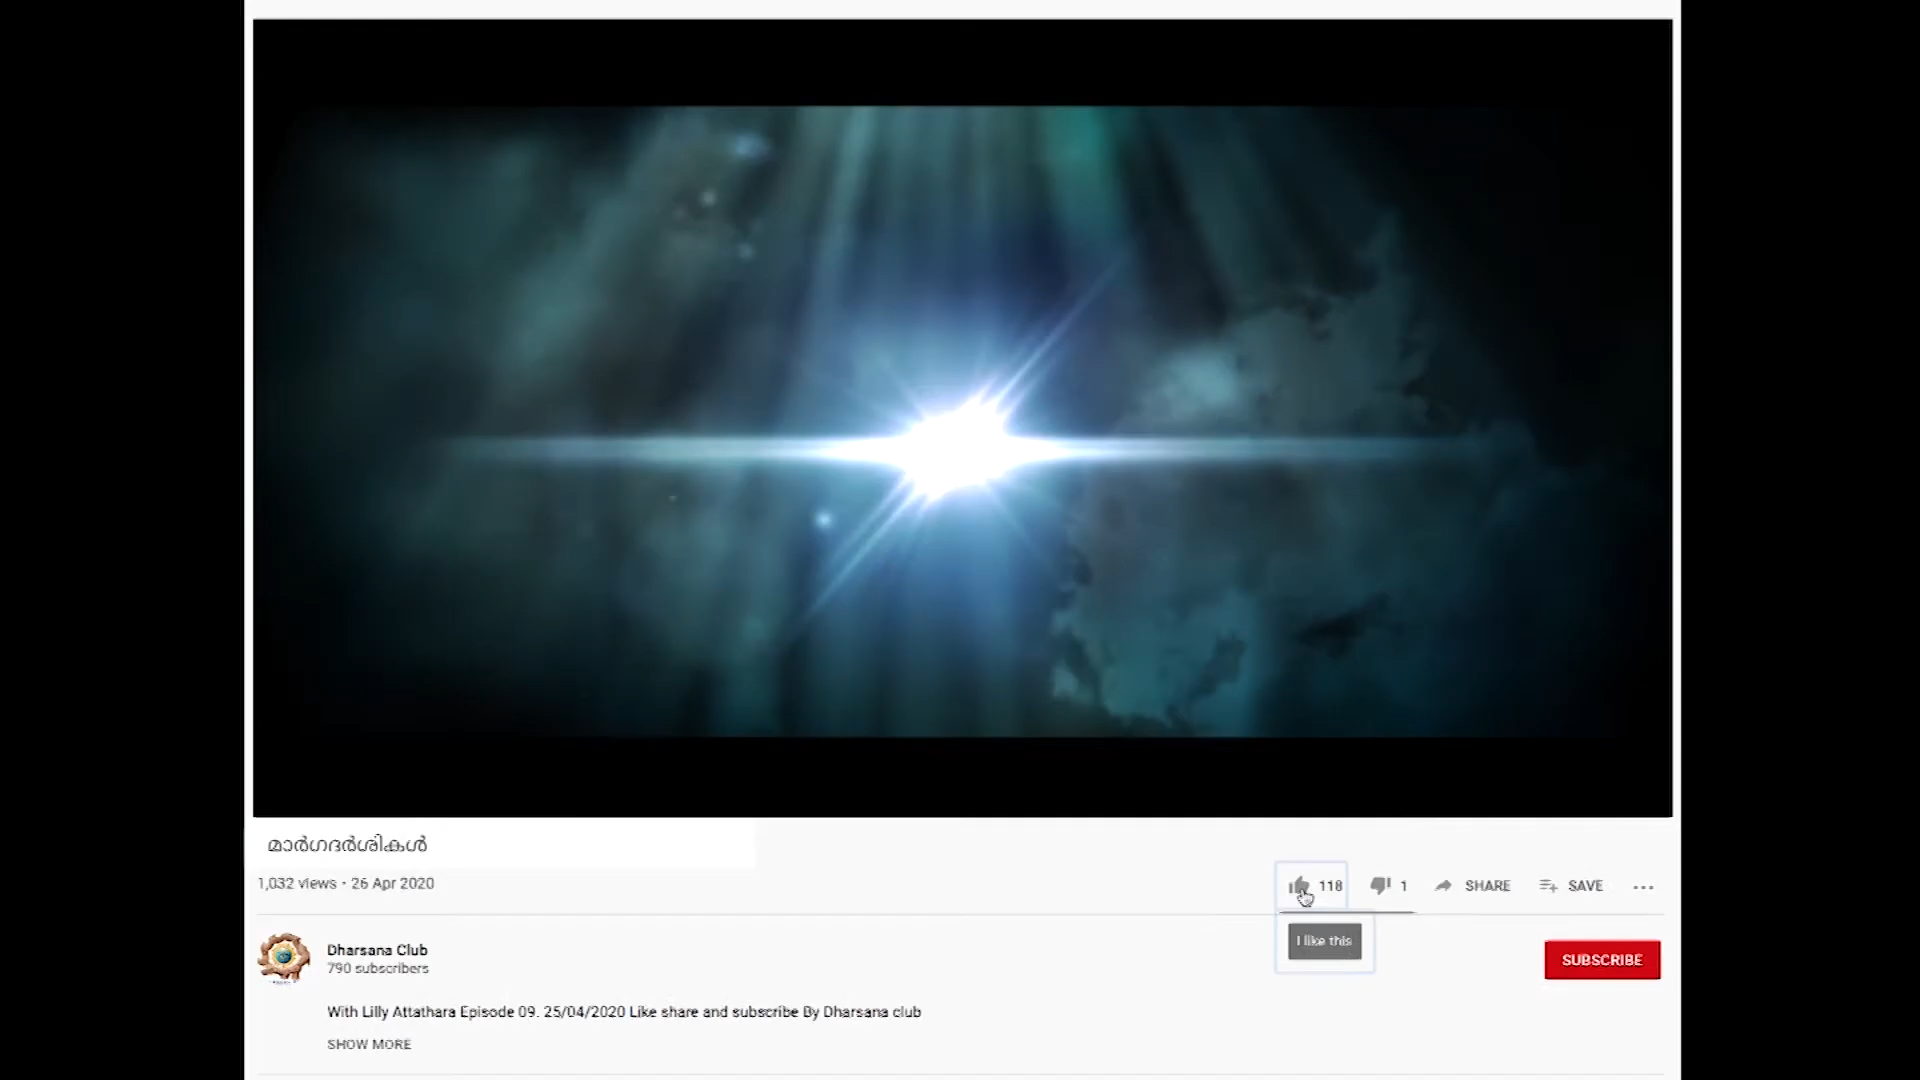 മാർഗദർശികൾ
1,032 views • 26 Apr 2020
118
1
SHARE
SAVE
I like this
Dharsana Club
790 subscribers
SUBSCRIBE
With Lilly Attathara Episode 09. 25/04/2020 Like share and subscribe By Dharsana club
SHOW MORE